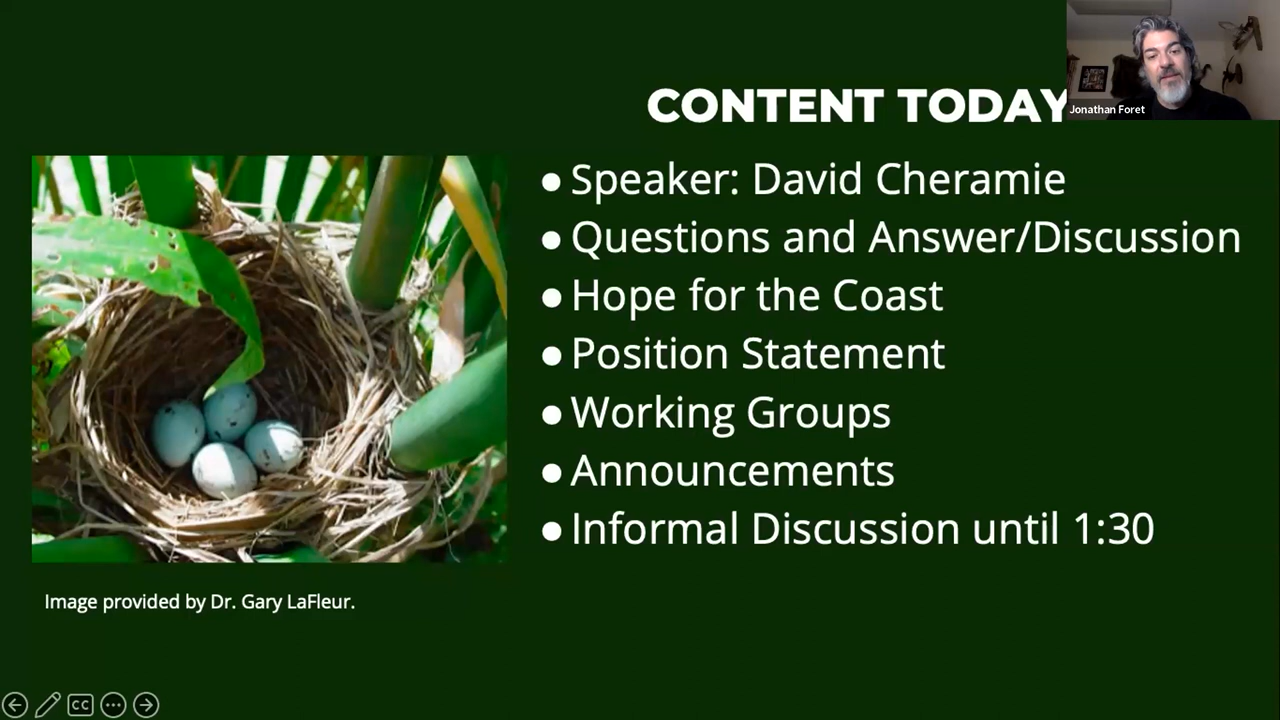 CONTENT TODAY
Jonathan Foret
● Speaker: David Cheramie
● Questions and Answer/Discussion
● Hope for the Coast
● Position Statement
● Working Groups
● Announcements
● Informal Discussion until 1:30
Image provided by Dr. Gary LaFleur.
CC